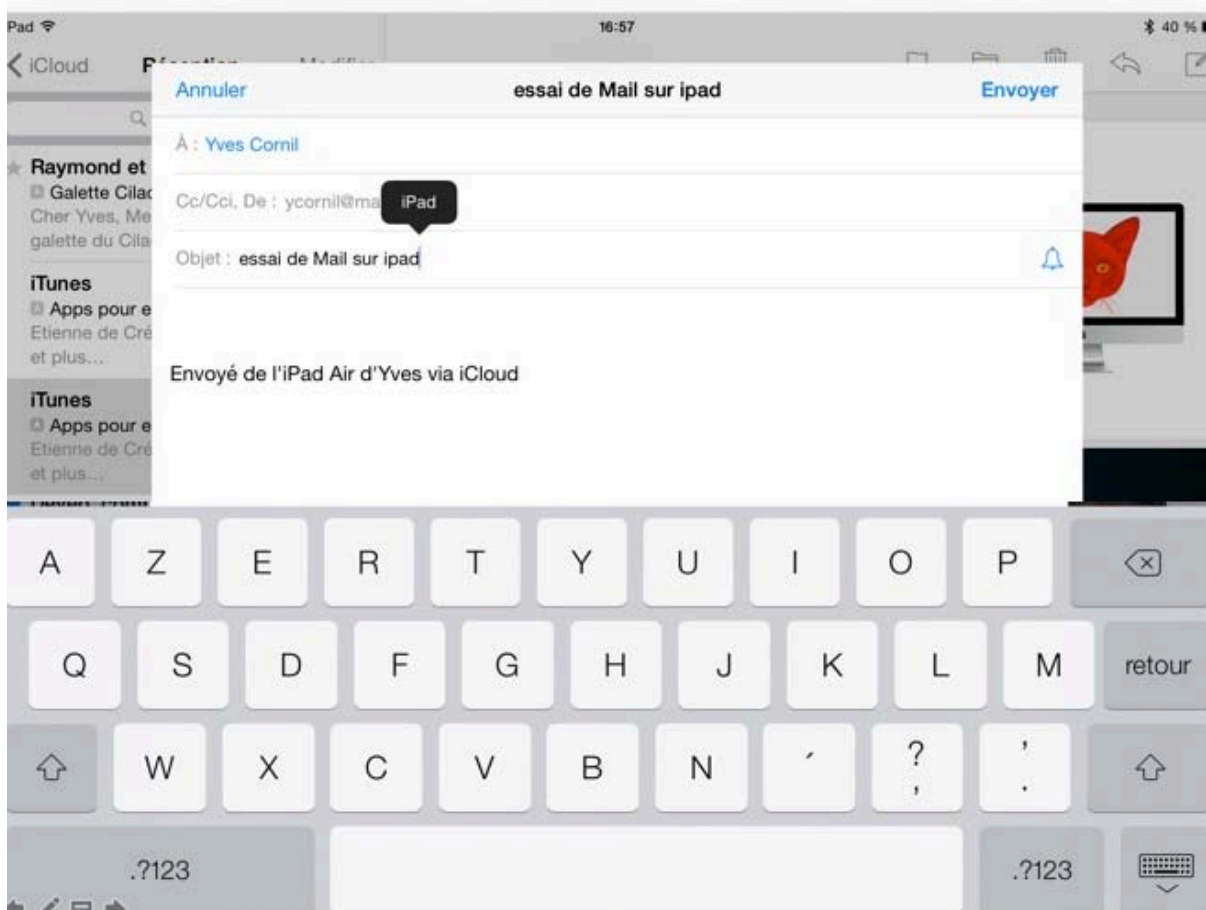 Pad 16:57 40 %
iCloud Réception Modifier
Annuler essai de Mail sur ipad Envoyer
À : Yves Cornil
Cc/Cci, De : ycornil@ma
iPad
Objet : essai de Mail sur ipad
Envoyé de l'iPad Air d'Yves via iCloud
Raymond et
Galette Cilac
Cher Yves, Me
galette du Cila
iTunes
Apps pour e
Etienne de Cré
et plus...
iTunes
Apps pour e
Etienne de Cré
et plus...
A Z E R T Y U I O P
Q S D F G H J K L M retour
W X C V B N ´ ? , ' .
.?123 .?123